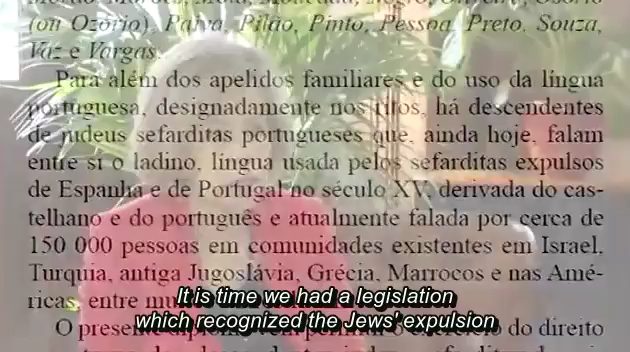 (ou Ozório), Paiva, Pilão, Pinto, Pessoa, Preto, Souza,
Vaz e Vargas.
Para além dos apelidos familiares e do uso da língua
portuguesa, designadamente nos ritos, há descendentes
de judeus sefarditas portugueses que, ainda hoje, falam
entre si o ladino, língua usada pelos sefarditas expulsos
de Espanha e de Portugal no século XV, derivada do cas-
telhano e do português e atualmente falada por cerca de
150 000 pessoas em comunidades existentes em Israel,
Turquia, antiga Jugoslávia, Grécia, Marrocos e nas Amé-
ricas, entre
It is time we had a legislation
which recognized the Jews' expulsion
O do direito